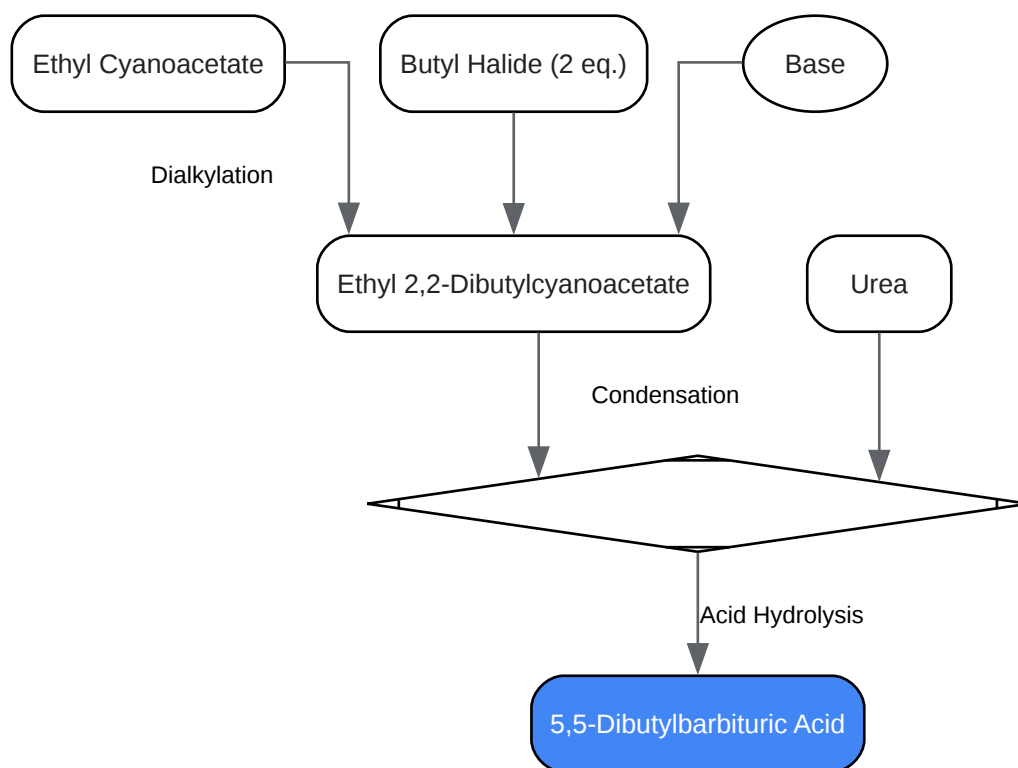 Ethyl Cyanoacetate
Butyl Halide (2 eq.)
Base
Dialkylation
Ethyl 2,2-Dibutylcyanoacetate
Urea
Condensation
Acid Hydrolysis
5,5-Dibutylbarbituric Acid